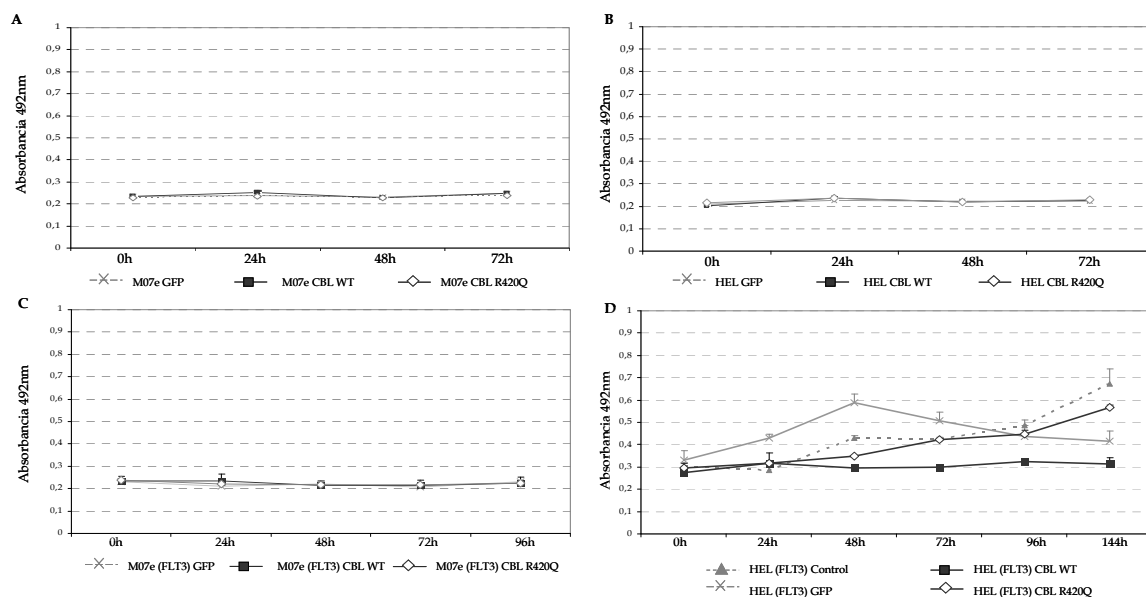 A
Absorbancia 492nm
1
0,9
0,8
0,7
0,6
0,5
0,4
0,3
0,2
0,1
0
0h 24h 48h 72h
M07e GFP M07e CBL WT M07e CBL R420Q
B
Absorbancia 492nm
1
0,9
0,8
0,7
0,6
0,5
0,4
0,3
0,2
0,1
0
0h 24h 48h 72h
HEL GFP HEL CBL WT HEL CBL R420Q
C
Absorbancia 492nm
1
0,9
0,8
0,7
0,6
0,5
0,4
0,3
0,2
0,1
0
0h 24h 48h 72h 96h
M07e (FLT3) GFP M07e (FLT3) CBL WT M07e (FLT3) CBL R420Q
D
Absorbancia 492nm
1
0,9
0,8
0,7
0,6
0,5
0,4
0,3
0,2
0,1
0
0h 24h 48h 72h 96h 144h
HEL (FLT3) Control HEL (FLT3) CBL WT
HEL (FLT3) GFP HEL (FLT3) CBL R420Q